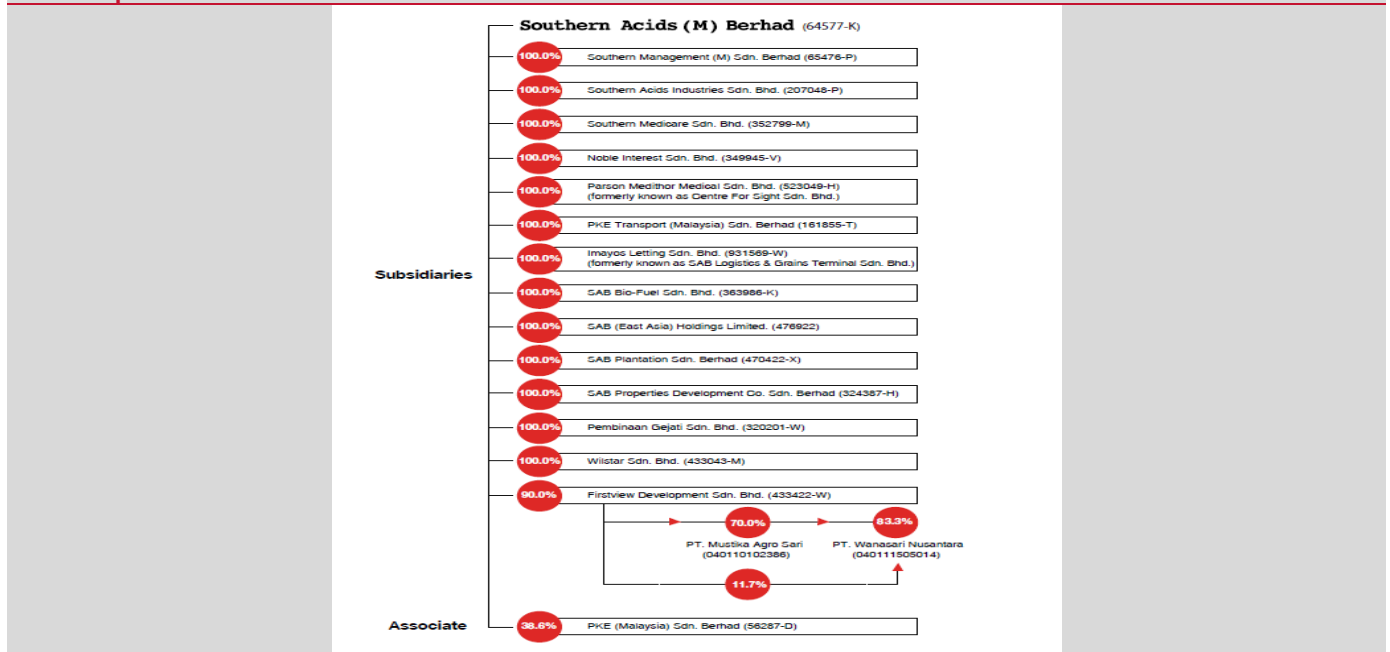 Southern Acids (M) Berhad (64577-K)
100.0% Southern Management (M) Sdn. Berhad (65476-P)
100.0% Southern Acids Industries Sdn. Bhd. (207048-P)
100.0% Southern Medicare Sdn. Bhd. (352799-M)
100.0% Noble Interest Sdn. Bhd. (349945-V)
100.0% Parson Medithor Medical Sdn. Bhd. (523049-H)
(formerly known as Centre For Sight Sdn. Bhd.)
100.0% PKE Transport (Malaysia) Sdn. Berhad (161855-T)
100.0% Imayos Letting Sdn. Bhd. (931569-W)
(formerly known as SAB Logistics & Grains Terminal Sdn. Bhd.)
Subsidiaries
100.0% SAB Bio-Fuel Sdn. Bhd. (363986-K)
100.0% SAB (East Asia) Holdings Limited. (476922)
100.0% SAB Plantation Sdn. Berhad (470422-X)
100.0% SAB Properties Development Co. Sdn. Berhad (324387-H)
100.0% Pembinaan Gejati Sdn. Bhd. (320201-W)
100.0% Wilstar Sdn. Bhd. (433043-M)
90.0% Firstview Development Sdn. Bhd. (433422-W)
70.0% 83.3%
PT. Mustika Agro Sari PT. Wanasari Nusantara
(040110102386) (040111505014)
11.7%
Associate 38.6% PKE (Malaysia) Sdn. Berhad (56287-D)